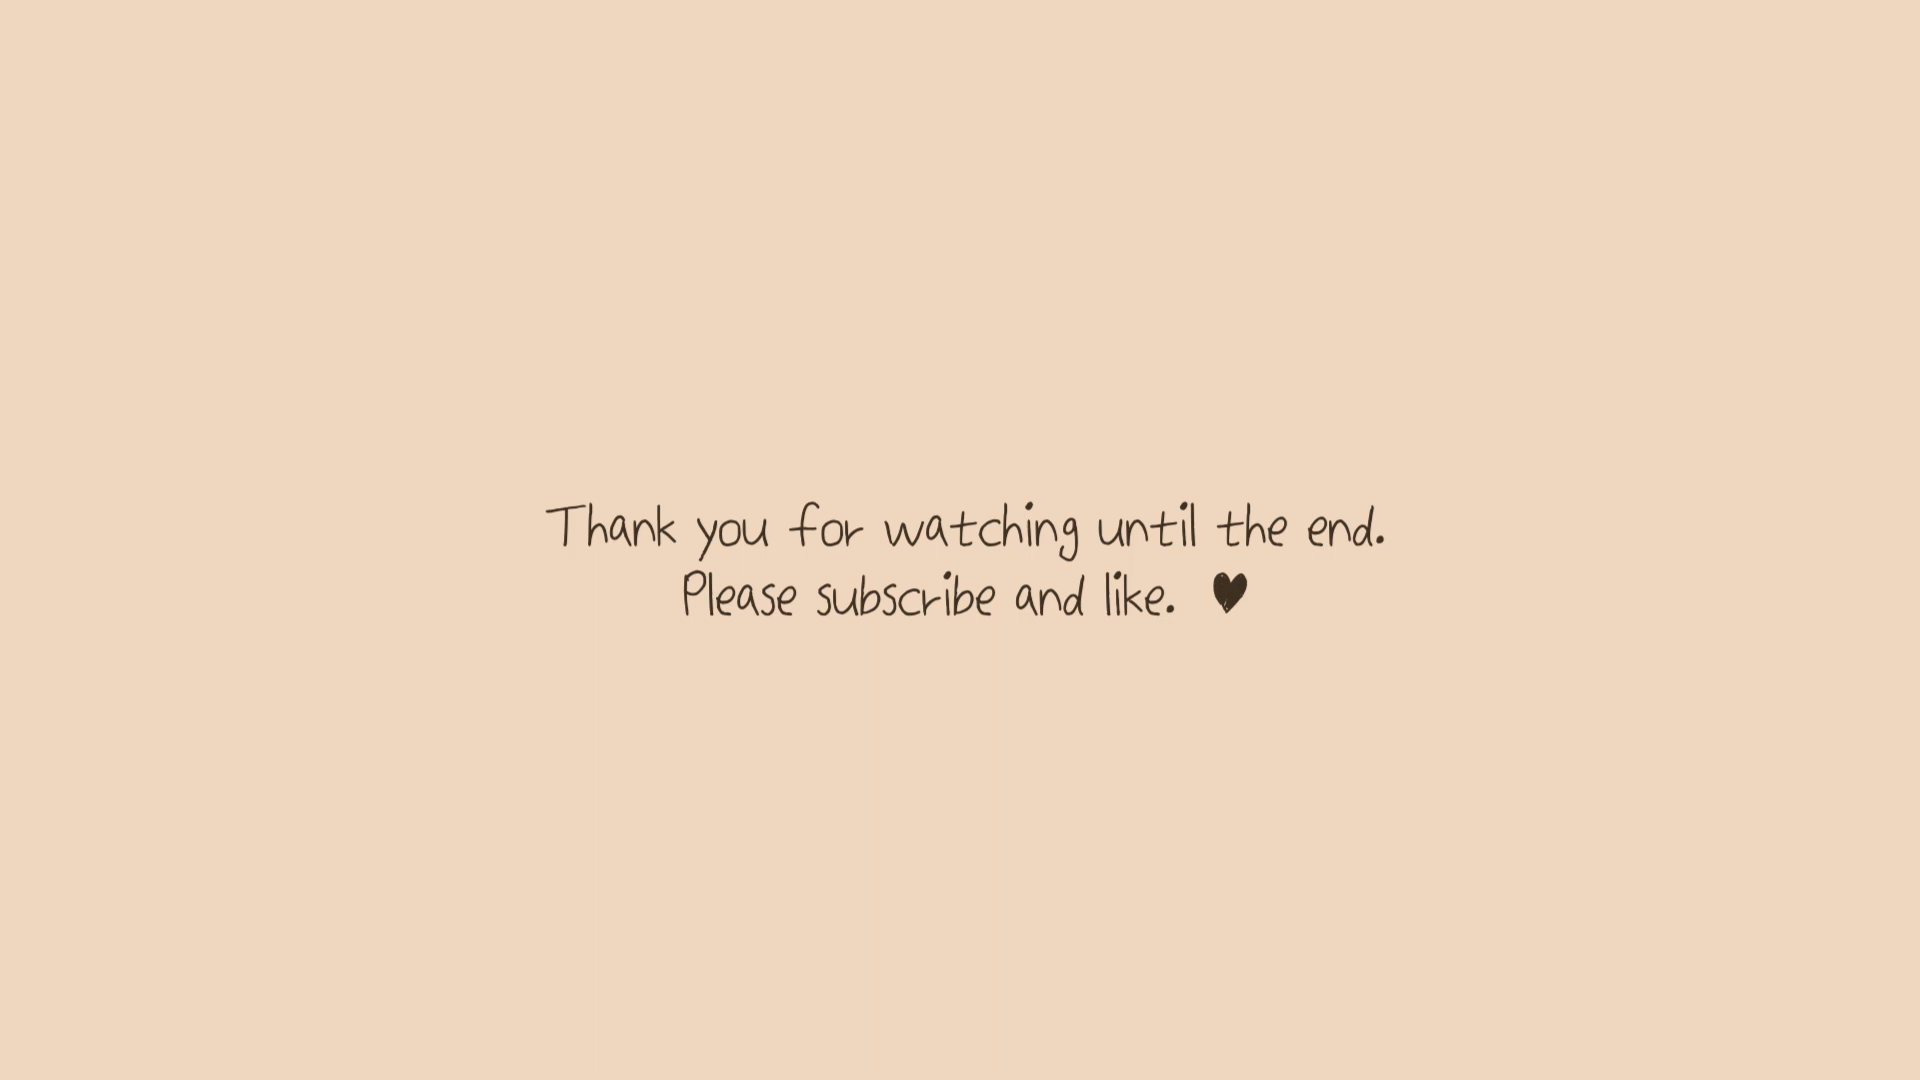 Thank you for watching until the end.
Please subscribe and like. ♥